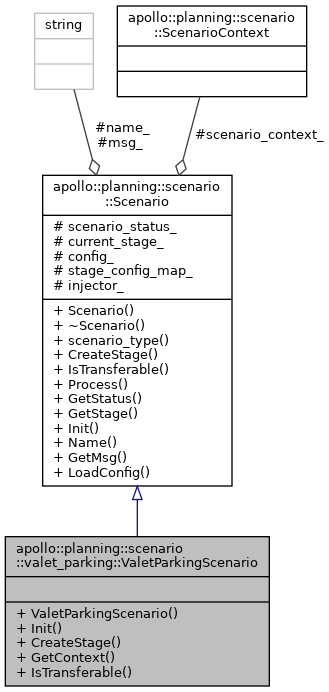 string
apollo::planning::scenario
::ScenarioContext
#name_
#msg_
#scenario_context_
apollo::planning::scenario
::Scenario
# scenario_status_
# current_stage_
# config_
# stage_config_map_
# injector_
+ Scenario()
+ ~Scenario()
+ scenario_type()
+ CreateStage()
+ IsTransferable()
+ Process()
+ GetStatus()
+ GetStage()
+ Init()
+ Name()
+ GetMsg()
+ LoadConfig()
apollo::planning::scenario
::valet_parking::ValetParkingScenario
+ ValetParkingScenario()
+ Init()
+ CreateStage()
+ GetContext()
+ IsTransferable()